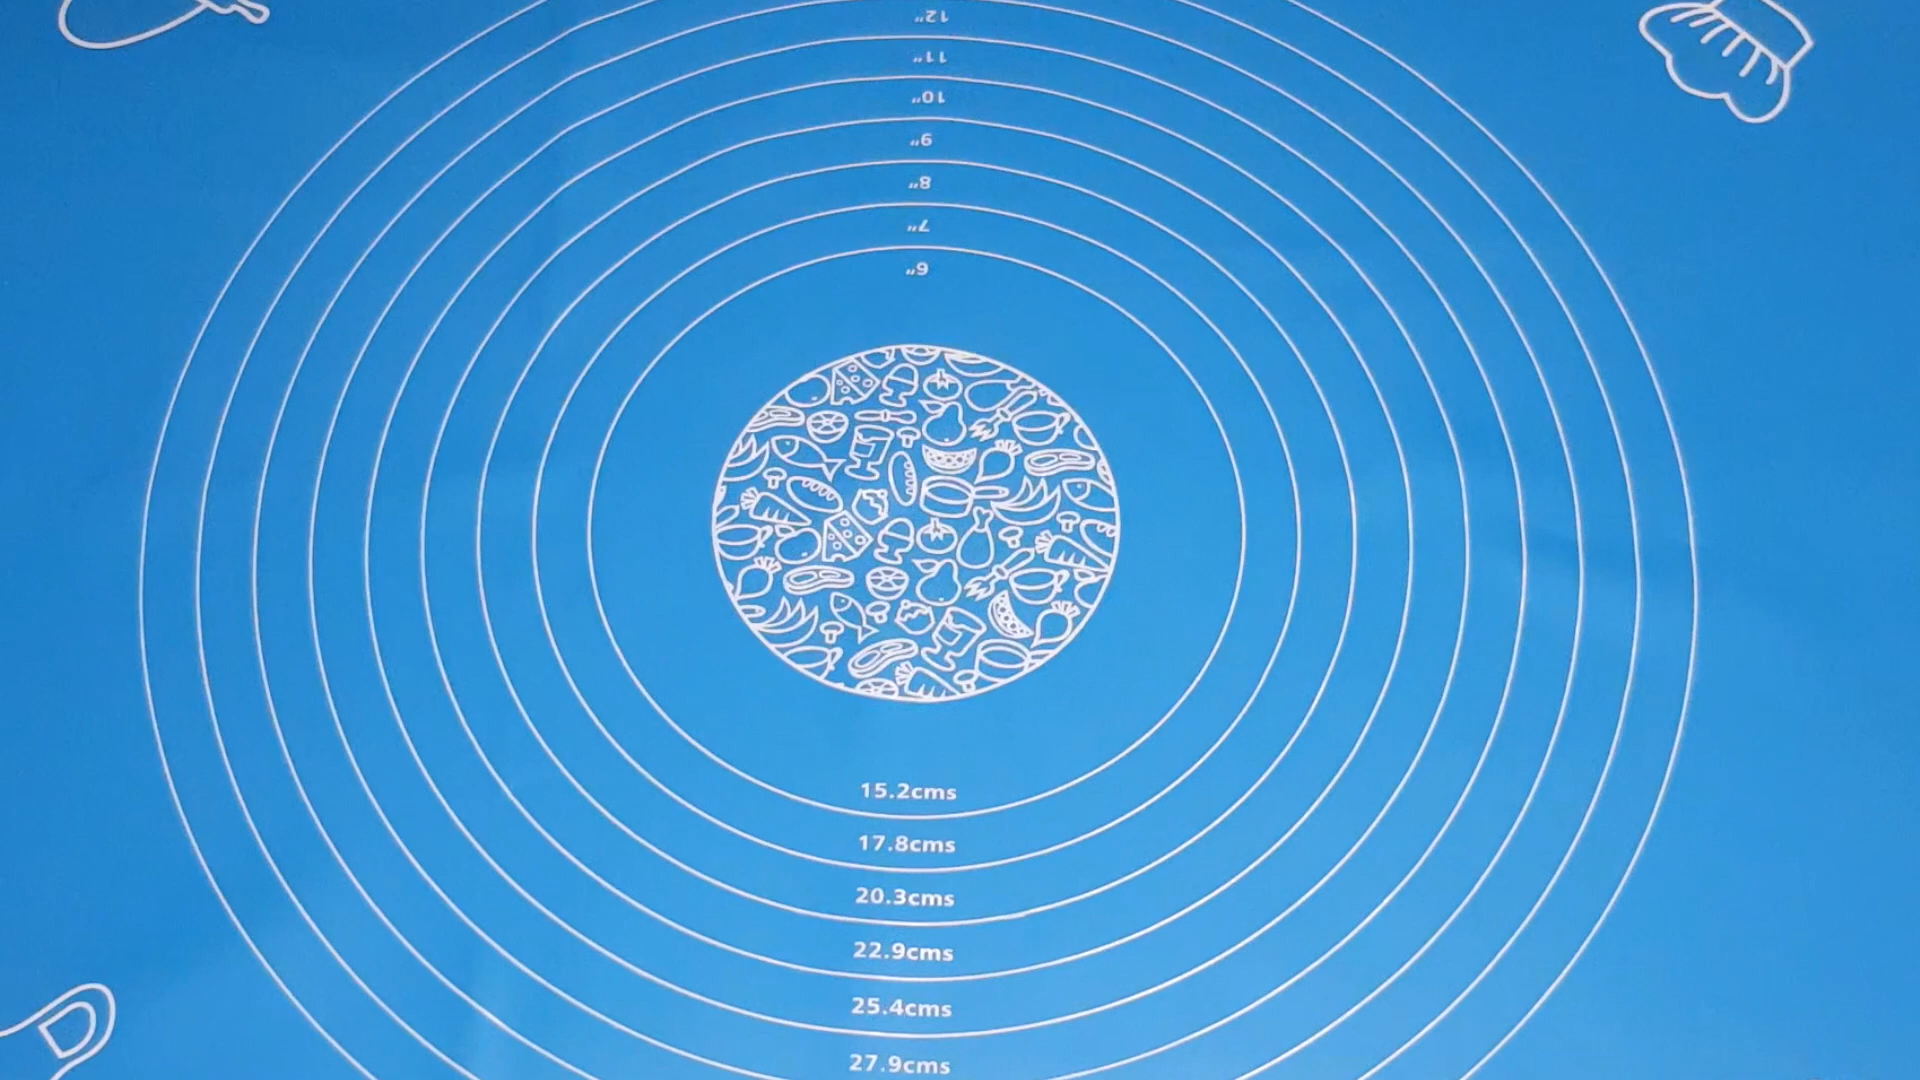 12"
11"
10"
9"
8"
7"
6"
15.2cms
17.8cms
20.3cms
22.9cms
25.4cms
27.9cms